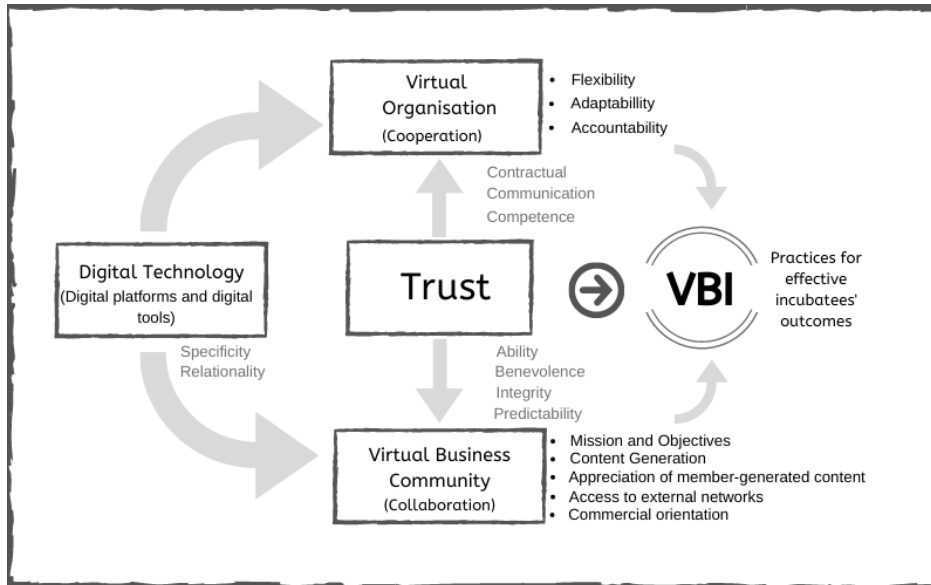 Virtual
Organisation
(Cooperation)
• Flexibility
• Adaptabillity
• Accountability
Contractual
Communication
Competence
Digital Technology
(Digital platforms and digital
tools)
Trust
VBI
Practices for
effective
incubatees'
outcomes
Specificity
Relationality
Ability
Benevolence
Integrity
Predictability
Virtual Business
Community
(Collaboration)
• Mission and Objectives
• Content Generation
• Appreciation of member-generated content
• Access to external networks
• Commercial orientation